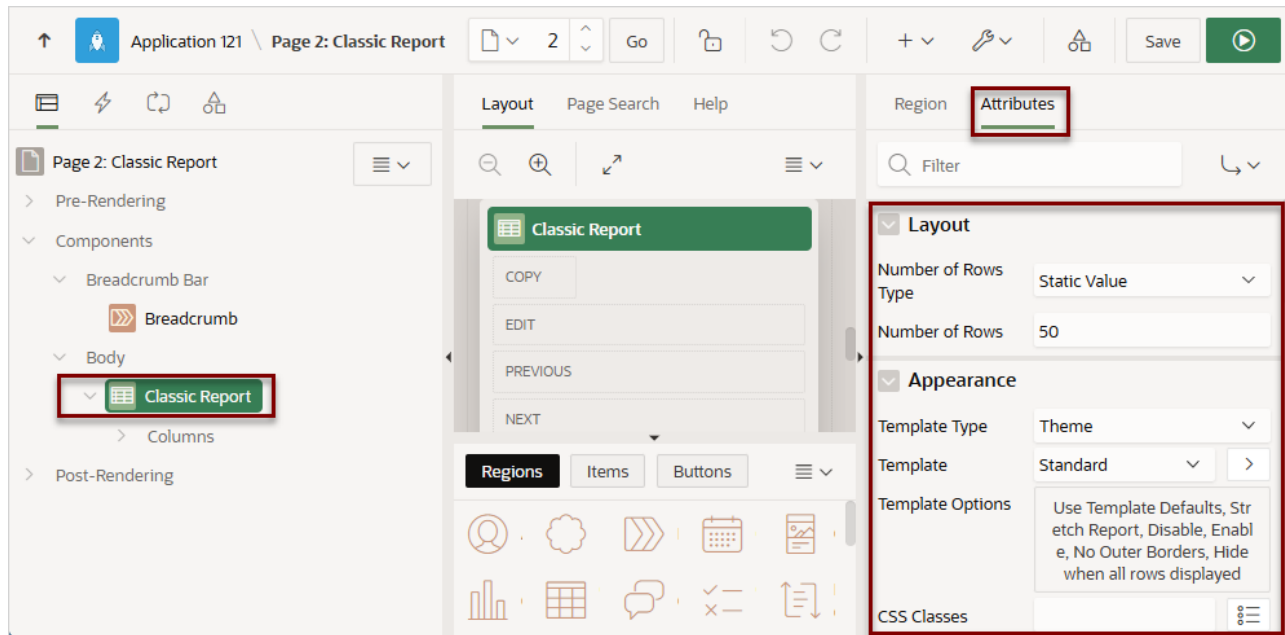 Application 121 \ Page 2: Classic Report
2
Go
Save
Page 2: Classic Report
Pre-Rendering
Components
Breadcrumb Bar
Breadcrumb
Body
Classic Report
Columns
Post-Rendering
Layout
Page Search
Help
Classic Report
COPY
EDIT
PREVIOUS
NEXT
Regions
Items
Buttons
Region
Attributes
Filter
Layout
Number of Rows
Type
Static Value
Number of Rows
50
Appearance
Template Type
Theme
Template
Standard
Template Options
Use Template Defaults, Str
etch Report, Disable, Enabl
e, No Outer Borders, Hide
when all rows displayed
CSS Classes